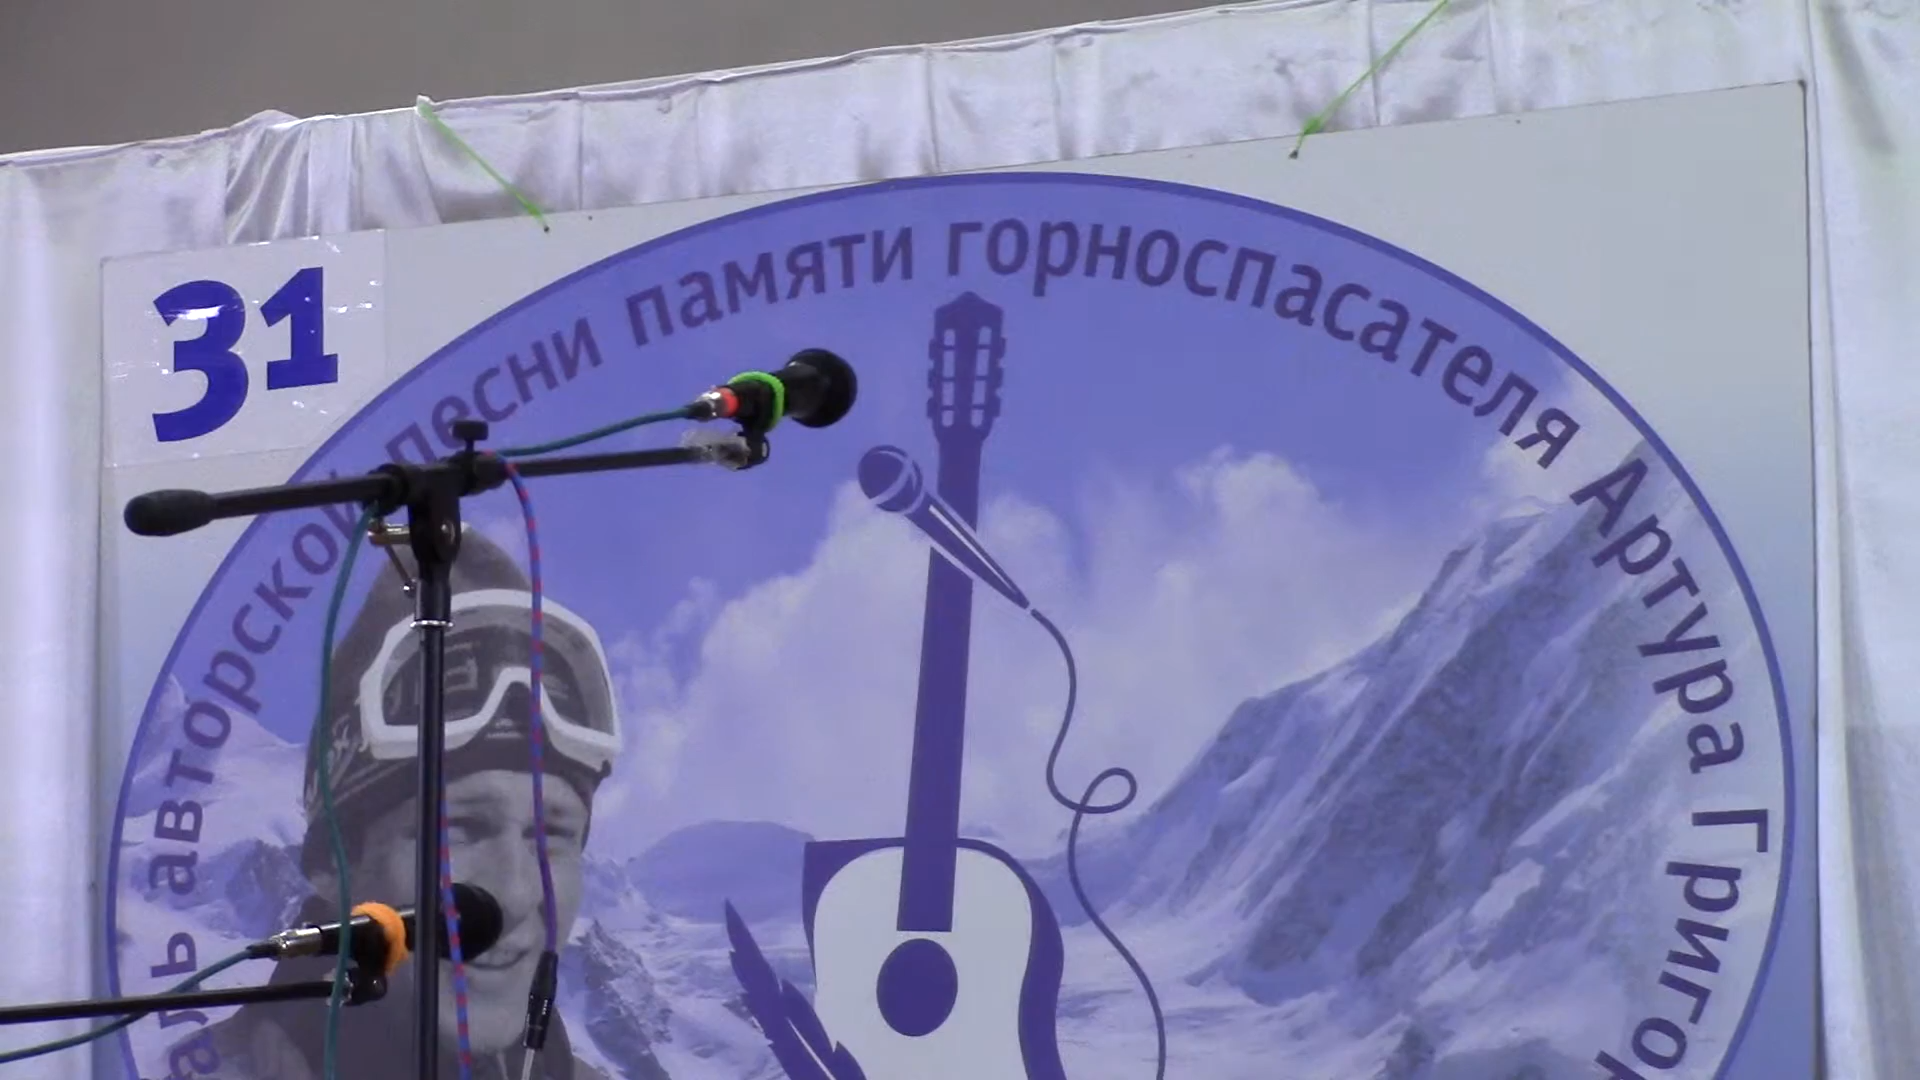 31
авторской песни памяти горноспасателя Артура